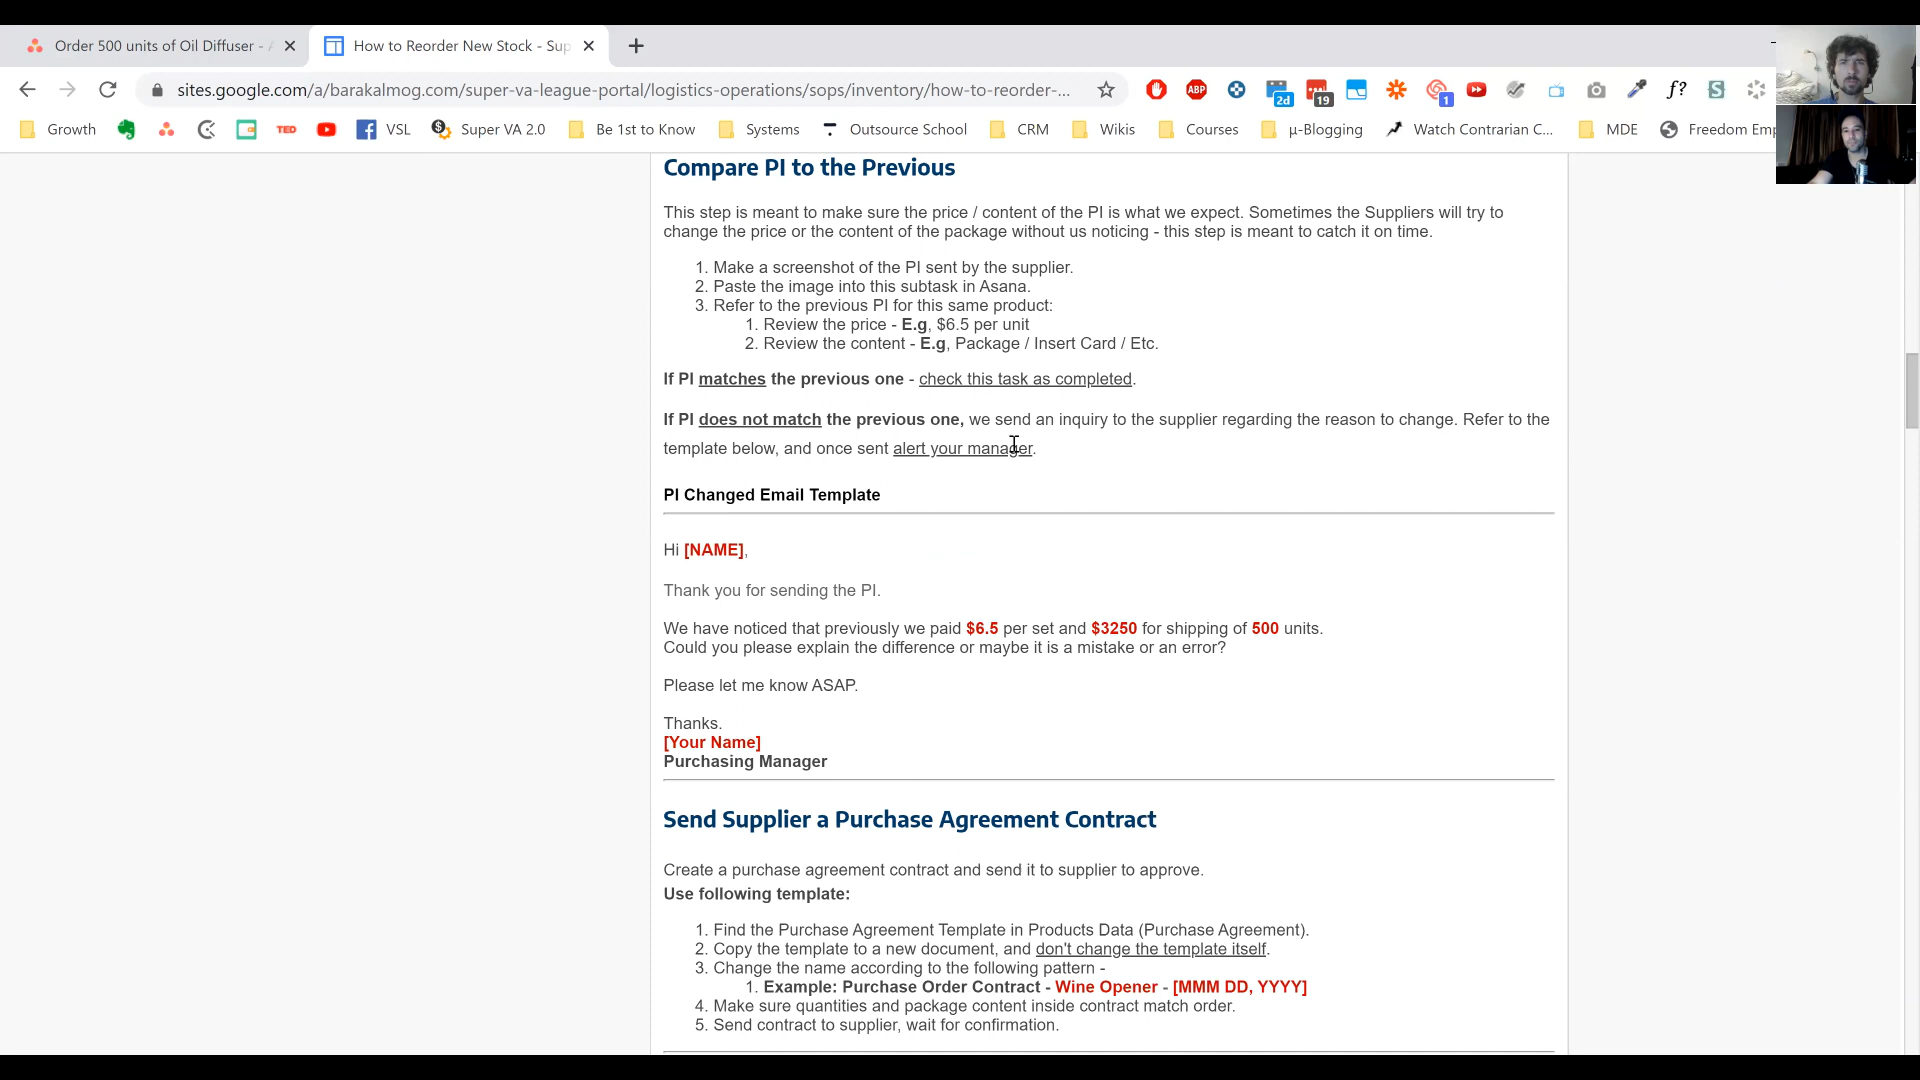 Order 500 units of Oil Diffuser -
How to Reorder New Stock - Sup
sites.google.com/a/barakalmog.com/super-va-league-portal/logistics-operations/sops/inventory/how-to-reorder-...
ABP
2d
19
1
f?
S
Growth
TED
VSL
Super VA 2.0
Be 1st to Know
Systems
Outsource School
CRM
Wikis
Courses
µ-Blogging
Watch Contrarian C...
MDE
Freedom Emp
Compare PI to the Previous
This step is meant to make sure the price / content of the PI is what we expect. Sometimes the Suppliers will try to
change the price or the content of the package without us noticing - this step is meant to catch it on time.
1. Make a screenshot of the PI sent by the supplier.
2. Paste the image into this subtask in Asana.
3. Refer to the previous PI for this same product:
1. Review the price - E.g, $6.5 per unit
2. Review the content - E.g, Package / Insert Card / Etc.
If PI matches the previous one - check this task as completed.
If PI does not match the previous one, we send an inquiry to the supplier regarding the reason to change. Refer to the
template below, and once sent alert your manager.
PI Changed Email Template
Hi [NAME],
Thank you for sending the PI.
We have noticed that previously we paid $6.5 per set and $3250 for shipping of 500 units.
Could you please explain the difference or maybe it is a mistake or an error?
Please let me know ASAP.
Thanks.
[Your Name]
Purchasing Manager
Send Supplier a Purchase Agreement Contract
Create a purchase agreement contract and send it to supplier to approve.
Use following template:
1. Find the Purchase Agreement Template in Products Data (Purchase Agreement).
2. Copy the template to a new document, and don't change the template itself.
3. Change the name according to the following pattern -
1. Example: Purchase Order Contract - Wine Opener - [MMM DD, YYYY]
4. Make sure quantities and package content inside contract match order.
5. Send contract to supplier, wait for confirmation.